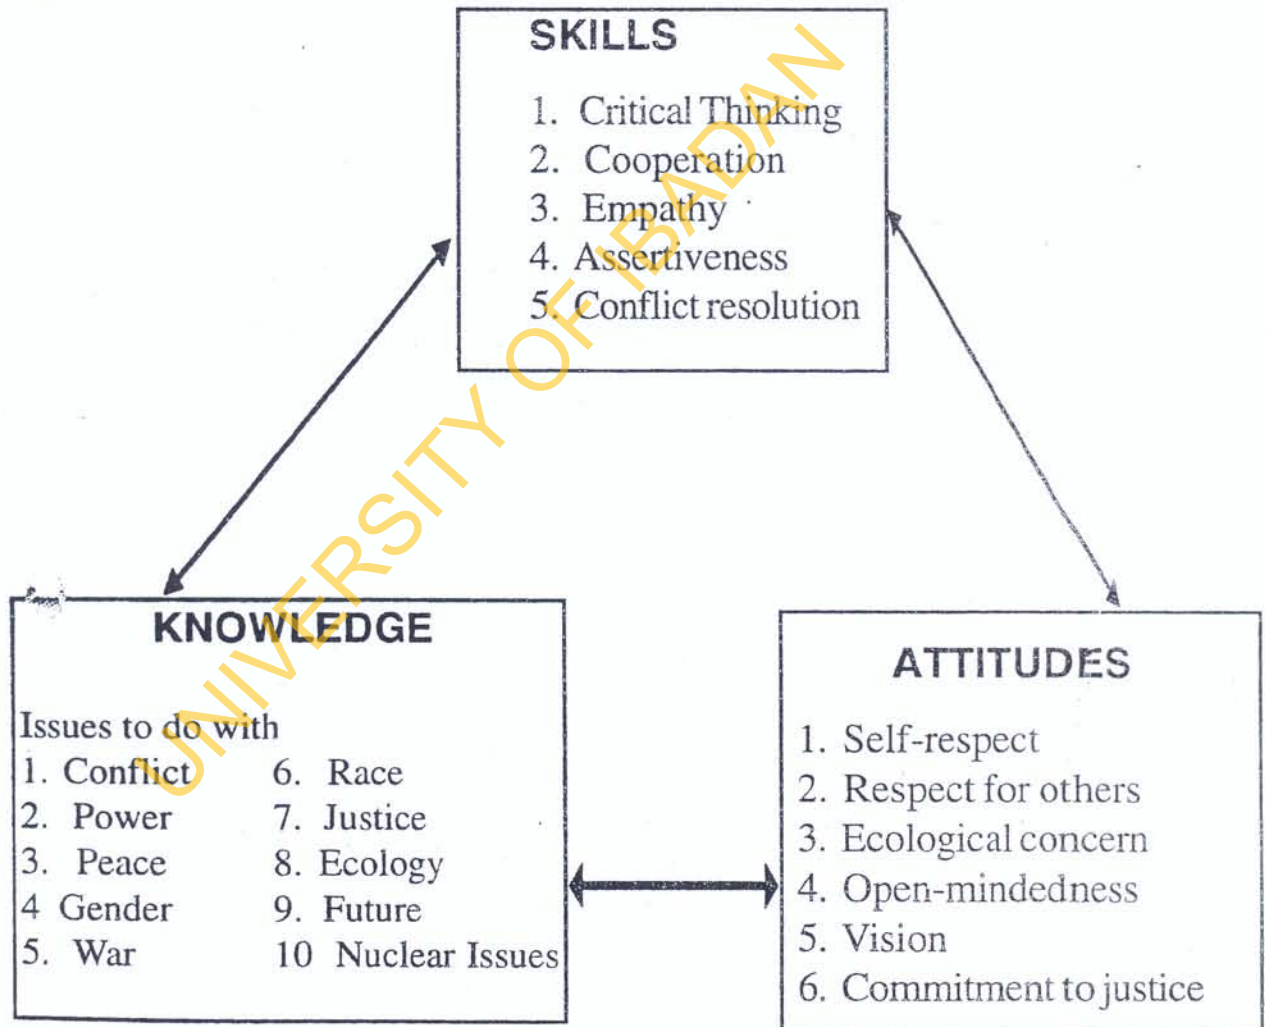 SKILLS
1. Critical Thinking
2. Cooperation
3. Empathy
4. Assertiveness
5. Conflict resolution
KNOWLEDGE
Issues to do with
1. Conflict
2. Power
3. Peace
4 Gender
5. War
6. Race
7. Justice
8. Ecology
9. Future
10 Nuclear Issues
ATTITUDES
1. Self-respect
2. Respect for others
3. Ecological concern
4. Open-mindedness
5. Vision
6. Commitment to justice
UNIVERSITY OF IBADAN